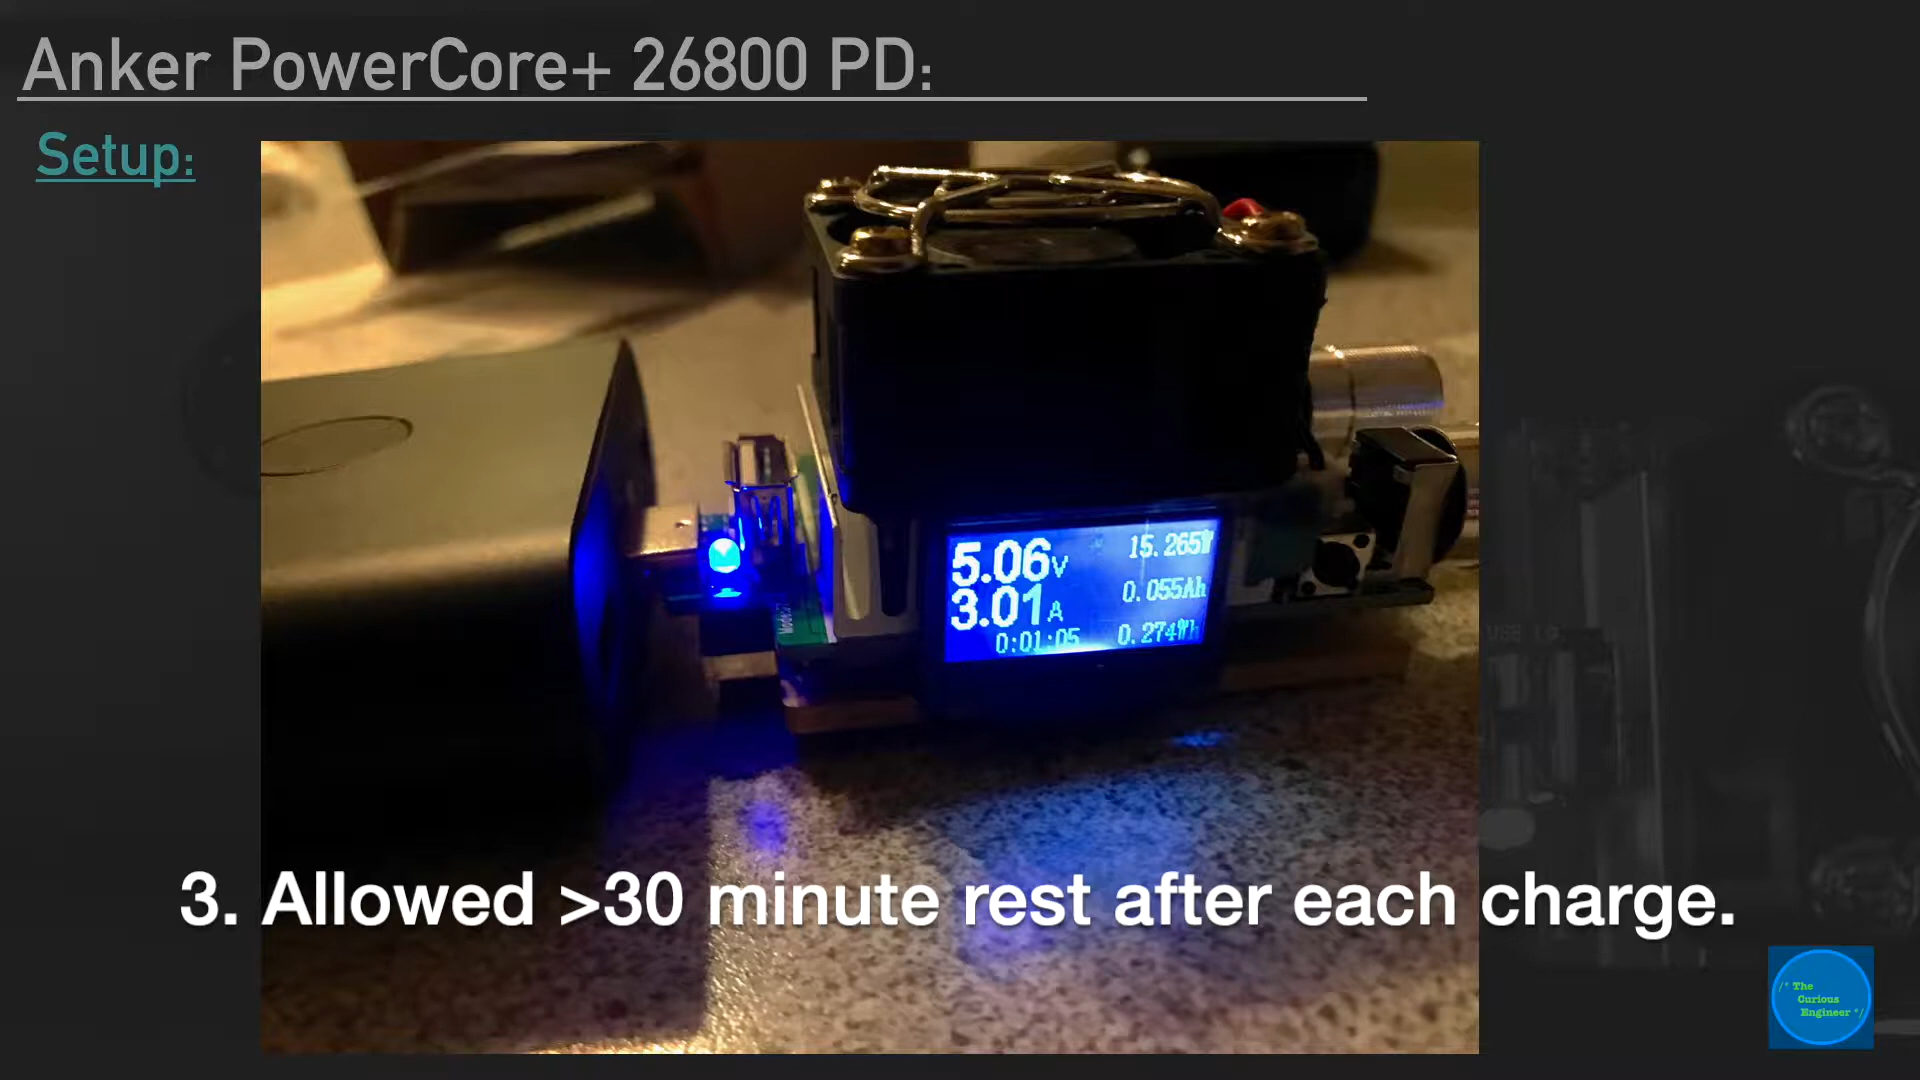 Anker PowerCore+ 26800 PD:
Setup:
5.06V
15.265W
3.01A
0.055Ah
0:01:05
0.274Wh
3. Allowed >30 minute rest after each charge.
/* The
Curious
Engineer */